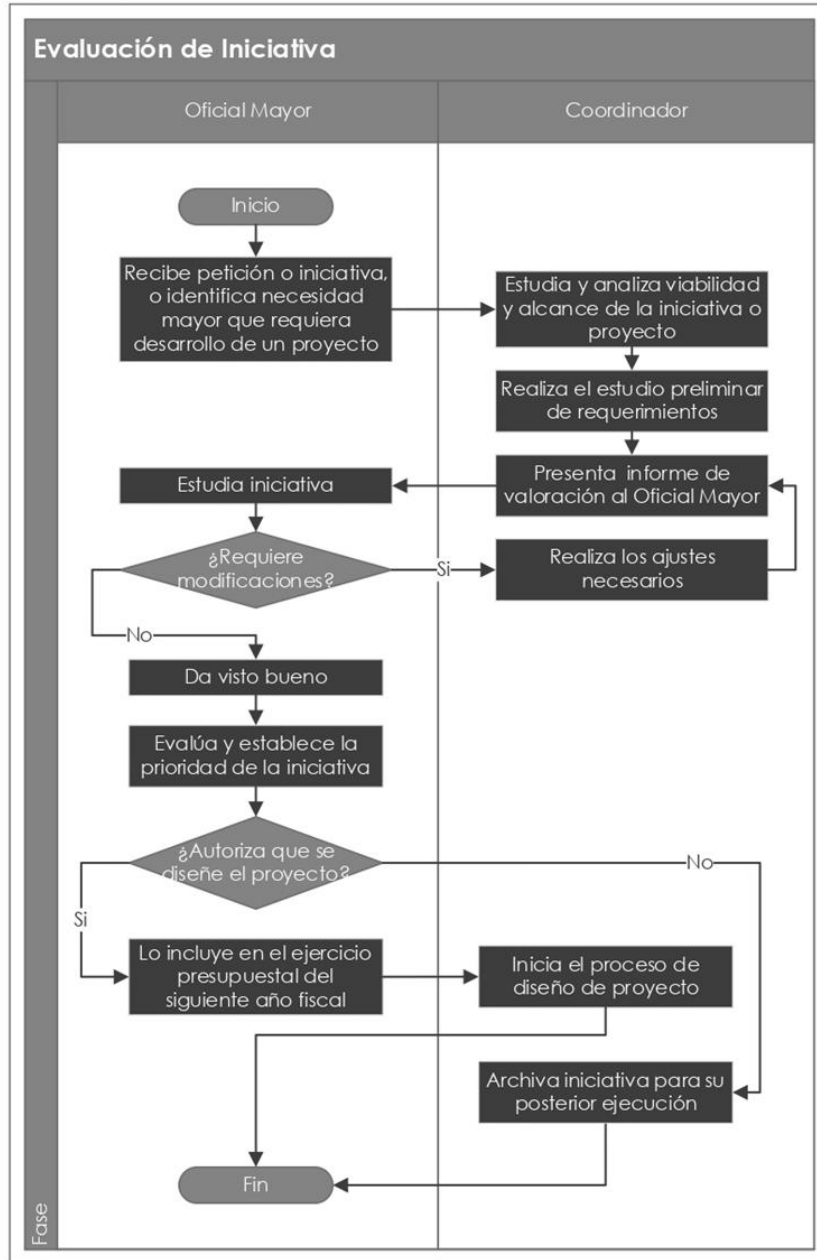 Evaluación de Iniciativa
Oficial Mayor
Coordinador
Inicio
Recibe petición o iniciativa,
o identifica necesidad
mayor que requiera
desarrollo de un proyecto
Estudia y analiza viabilidad
y alcance de la iniciativa o
proyecto
Realiza el estudio preliminar
de requerimientos
Presenta informe de
valoración al Oficial Mayor
Estudia iniciativa
¿Requiere
modificaciones?
Si
Realiza los ajustes
necesarios
No
Da visto bueno
Evalúa y establece la
prioridad de la iniciativa
¿Autoriza que se
diseñe el proyecto?
No
Si
Lo incluye en el ejercicio
presupuestal del
siguiente año fiscal
Inicia el proceso de
diseño de proyecto
Archiva iniciativa para su
posterior ejecución
Fin
Fase